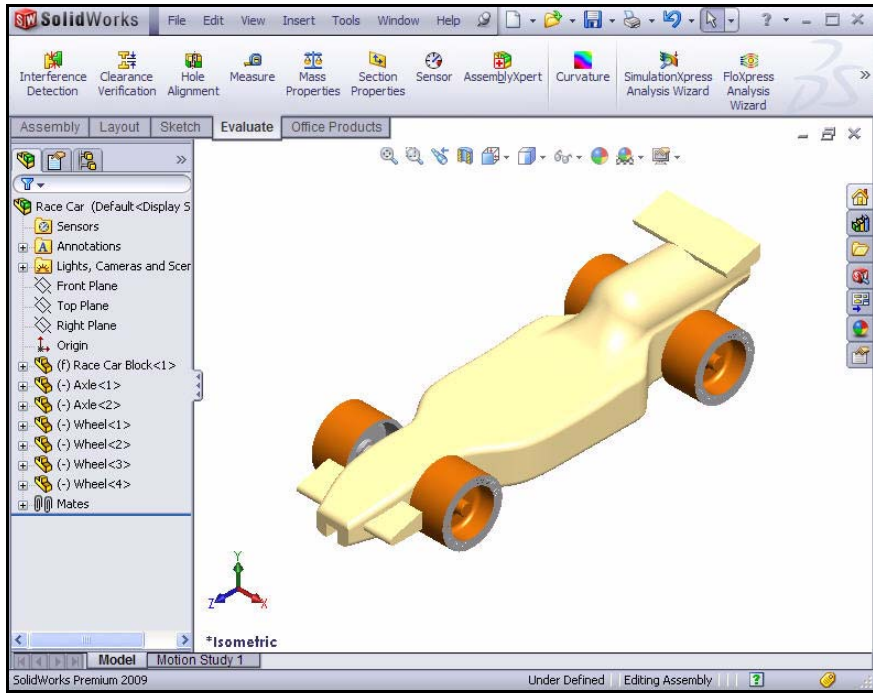 SW SolidWorks File Edit View Insert Tools Window Help ?
Interference Detection Clearance Verification Hole Alignment Measure Mass Properties Section Properties Sensor AssemblyXpert Curvature SimulationXpress Analysis Wizard FloXpress Analysis Wizard
Assembly Layout Sketch Evaluate Office Products
Race Car (Default<Display S
Sensors
A Annotations
Lights, Cameras and Scer
Front Plane
Top Plane
Right Plane
Origin
(f) Race Car Block<1>
(-) Axle<1>
(-) Axle<2>
(-) Wheel<1>
(-) Wheel<2>
(-) Wheel<3>
(-) Wheel<4>
Mates
Y
Z X
*Isometric
Model Motion Study 1
SolidWorks Premium 2009 Under Defined Editing Assembly ?